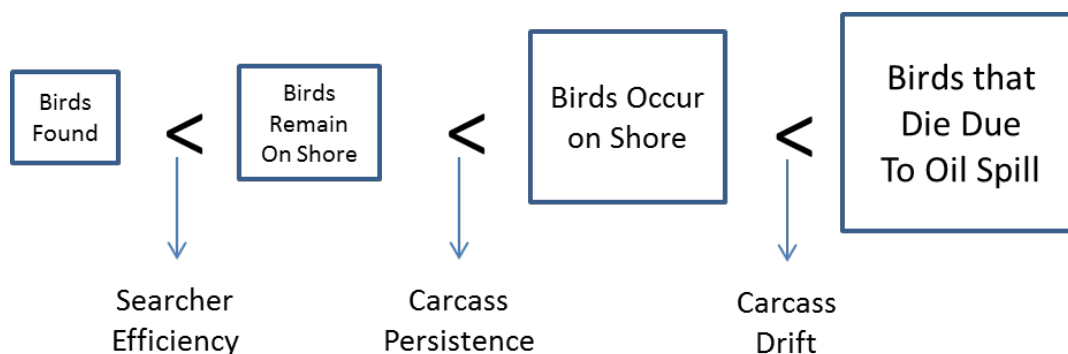 Birds
Found
<
Birds
Remain
On Shore
<
Birds Occur
on Shore
<
Birds that
Die Due
To Oil Spill
Searcher
Efficiency
Carcass
Persistence
Carcass
Drift